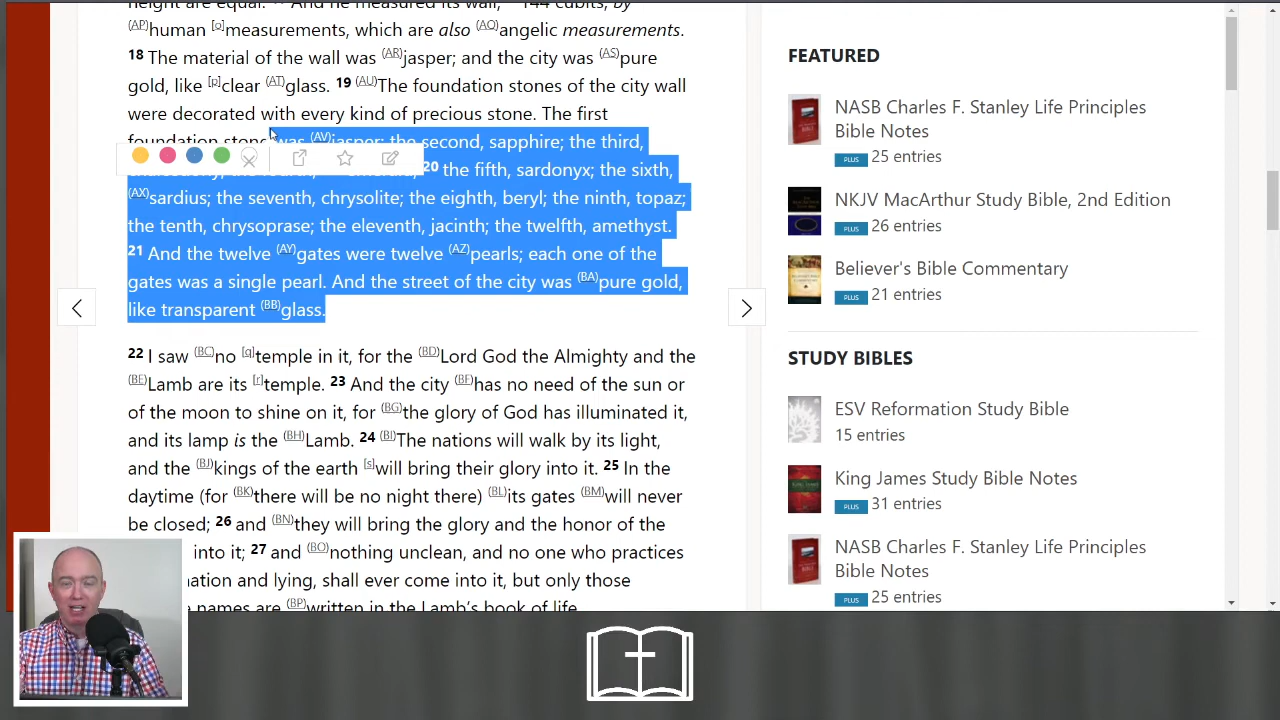 height are equal. And he measured its wall, 144 cubits, by
(AP)human [o]measurements, which are also (AQ)angelic measurements.
18 The material of the wall was (AR)jasper; and the city was (AS)pure
gold, like [p]clear (AT)glass. 19 (AU)The foundation stones of the city wall
were decorated with every kind of precious stone. The first
foundation stone was (AV)jasper; the second, sapphire; the third,
20 the fifth, sardonyx; the sixth,
(AX)sardius; the seventh, chrysolite; the eighth, beryl; the ninth, topaz;
the tenth, chrysoprase; the eleventh, jacinth; the twelfth, amethyst.
21 And the twelve (AY)gates were twelve (AZ)pearls; each one of the
gates was a single pearl. And the street of the city was (BA)pure gold,
like transparent (BB)glass.
22 I saw (BC)no [q]temple in it, for the (BD)Lord God the Almighty and the
(BE)Lamb are its [r]temple. 23 And the city (BF)has no need of the sun or
of the moon to shine on it, for (BG)the glory of God has illuminated it,
and its lamp is the (BH)Lamb. 24 (BI)The nations will walk by its light,
and the (BJ)kings of the earth [s]will bring their glory into it. 25 In the
daytime (for (BK)there will be no night there) (BL)its gates (BM)will never
be closed; 26 and (BN)they will bring the glory and the honor of the
into it; 27 and (BO)nothing unclean, and no one who practices
nation and lying, shall ever come into it, but only those
names are (BP)written in the Lamb's book of life.
FEATURED
NASB Charles F. Stanley Life Principles
Bible Notes
PLUS 25 entries
NKJV MacArthur Study Bible, 2nd Edition
PLUS 26 entries
Believer's Bible Commentary
PLUS 21 entries
STUDY BIBLES
ESV Reformation Study Bible
15 entries
King James Study Bible Notes
PLUS 31 entries
NASB Charles F. Stanley Life Principles
Bible Notes
PLUS 25 entries